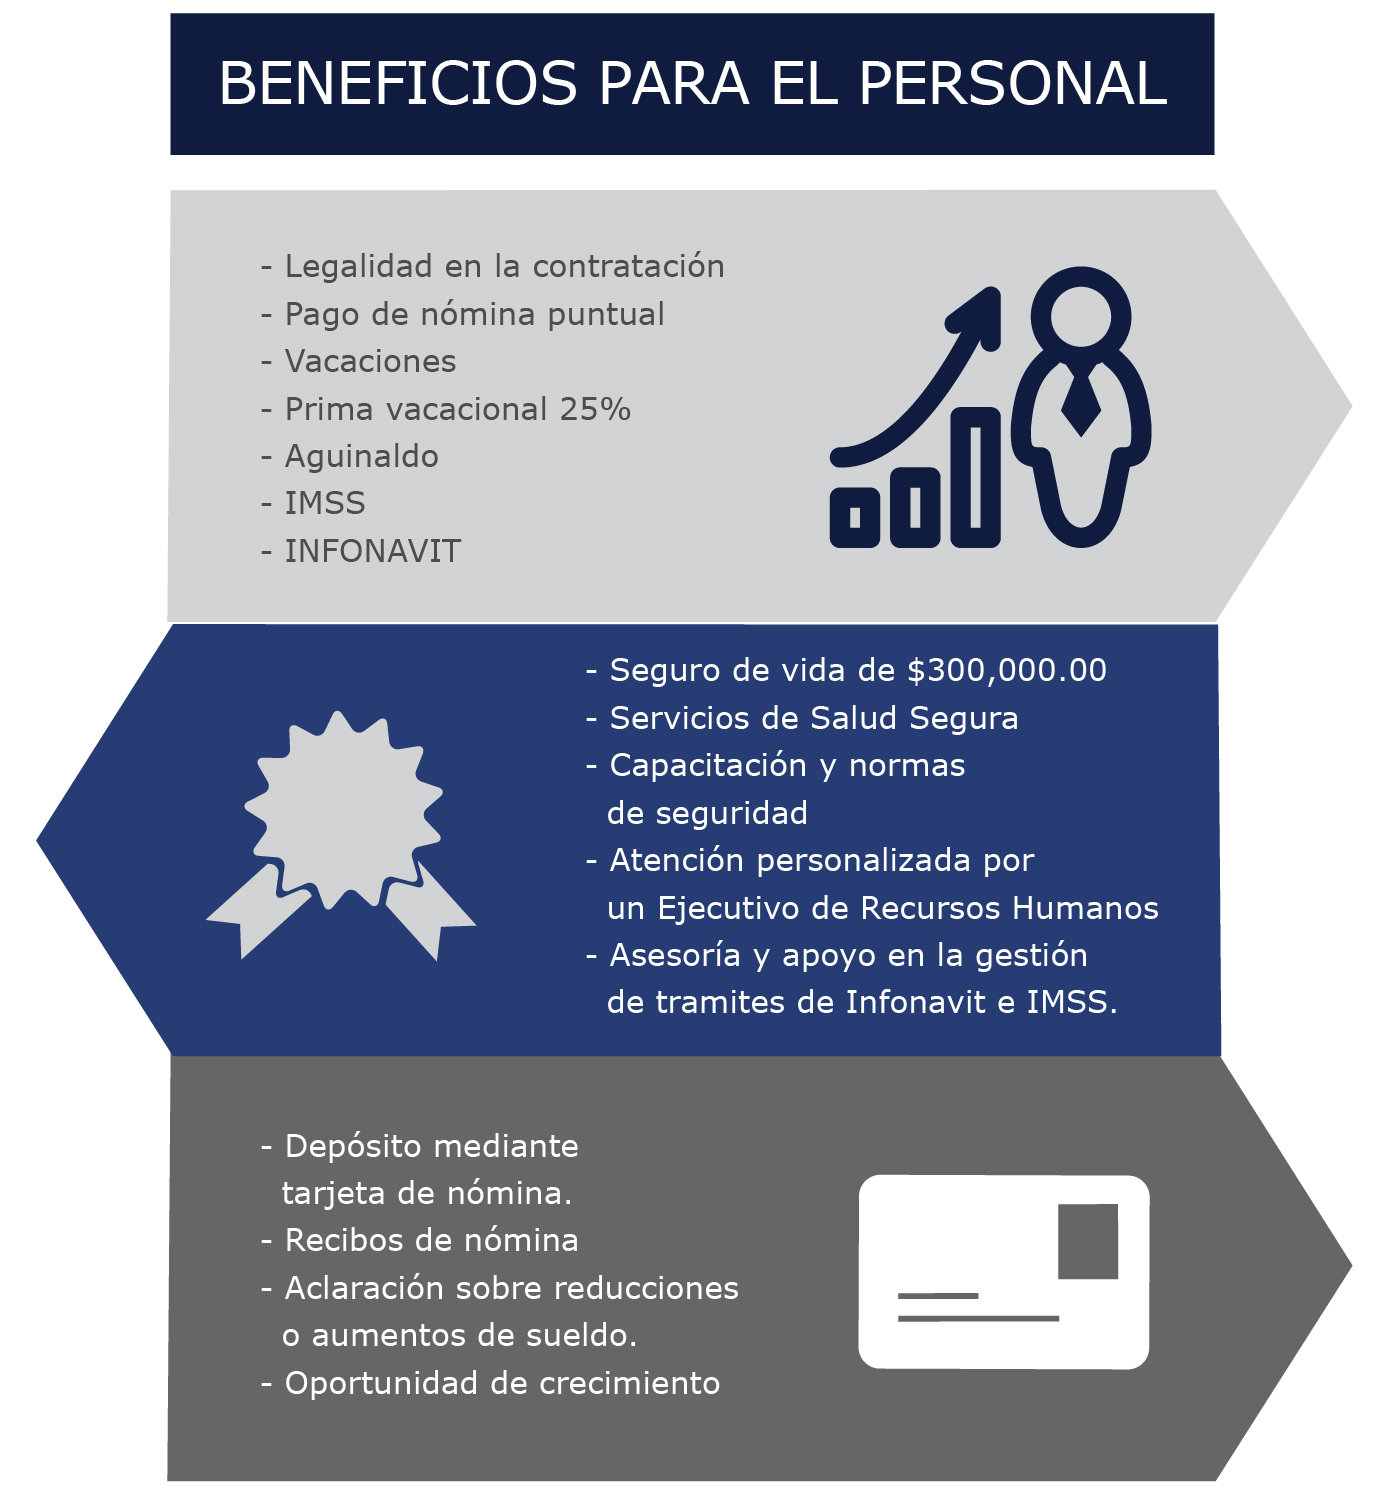 BENEFICIOS PARA EL PERSONAL
- Legalidad en la contratación
- Pago de nómina puntual
- Vacaciones
- Prima vacacional 25%
- Aguinaldo
- IMSS
- INFONAVIT
- Seguro de vida de $300,000.00
- Servicios de Salud Segura
- Capacitación y normas
de seguridad
- Atención personalizada por
un Ejecutivo de Recursos Humanos
- Asesoría y apoyo en la gestión
de tramites de Infonavit e IMSS.
- Depósito mediante
tarjeta de nómina.
- Recibos de nómina
- Aclaración sobre reducciones
o aumentos de sueldo.
- Oportunidad de crecimiento